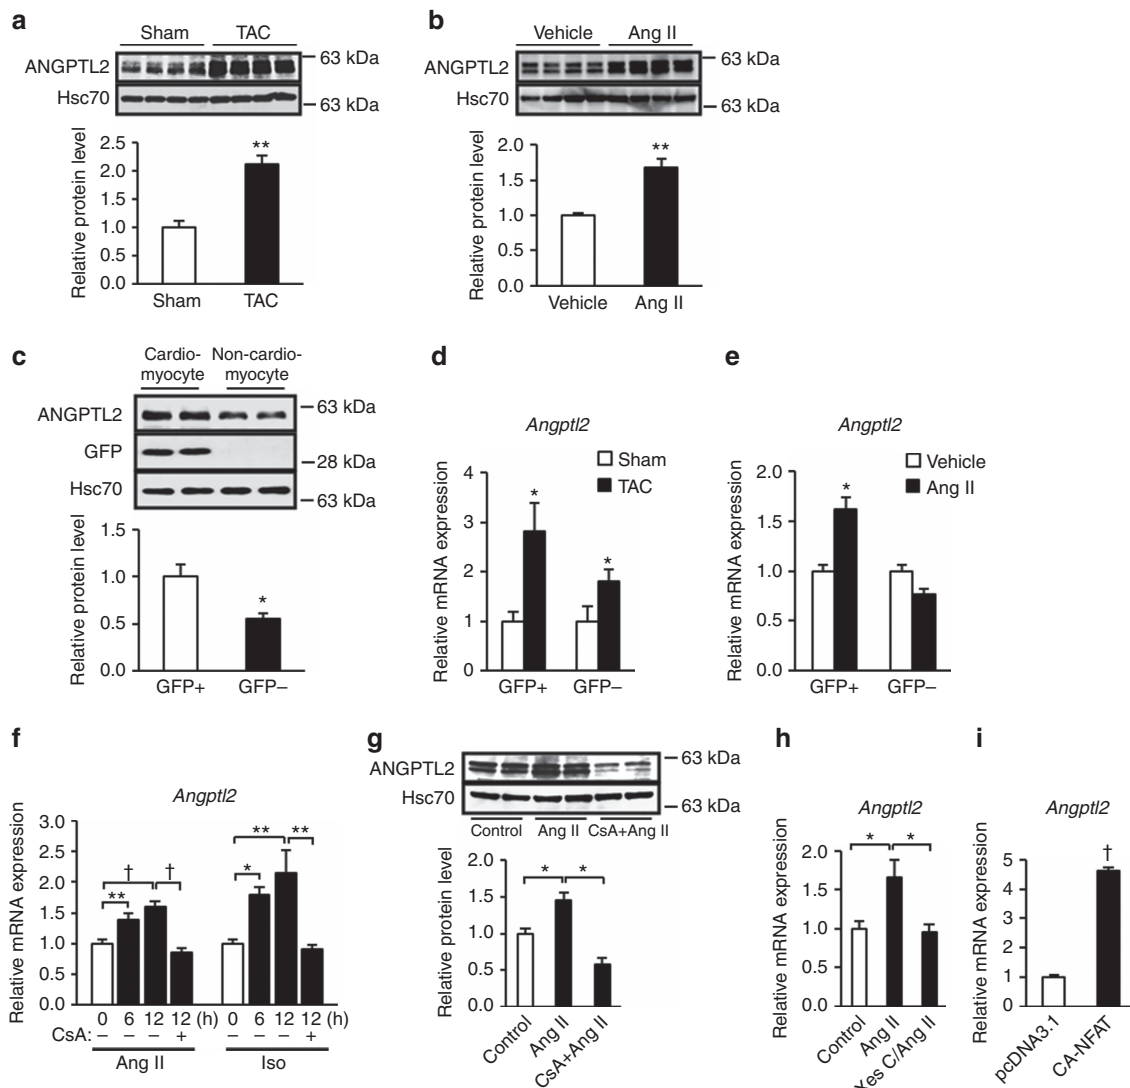 a
Sham TAC
ANGPTL2
63 kDa
Hsc70
63 kDa
Relative protein level
2.5
2.0
1.5
1.0
0.5
0.0
**
Sham TAC
b
Vehicle Ang II
ANGPTL2
63 kDa
Hsc70
63 kDa
Relative protein level
2.0
1.5
1.0
0.5
0.0
**
Vehicle Ang II
c
Cardio-
myocyte
Non-cardio-
myocyte
ANGPTL2
63 kDa
GFP
28 kDa
Hsc70
63 kDa
Relative protein level
1.5
1.0
0.5
0.0
*
GFP+ GFP–
d
Angptl2
Sham
TAC
Relative mRNA expression
4
3
2
1
0
* *
GFP+ GFP–
e
Angptl2
Vehicle
Ang II
Relative mRNA expression
2.0
1.5
1.0
0.5
0.0
*
GFP+ GFP–
f
Angptl2
Relative mRNA expression
3.0
2.5
2.0
1.5
1.0
0.5
0.0
** † † * ** **
0 6 12 12 (h) 0 6 12 12 (h)
CsA: – – – + – – – +
Ang II Iso
g
ANGPTL2
63 kDa
Hsc70
63 kDa
Control Ang II CsA+Ang II
Relative protein level
2.0
1.5
1.0
0.5
0
* *
Control
Ang II
CsA+Ang II
h
Angptl2
Relative mRNA expression
2.0
1.5
1.0
0.5
0
* *
Control
Ang II
Xes C/Ang II
i
Angptl2
Relative mRNA expression
5
4
3
2
1
0
†
pcDNA3.1
CA-NFAT